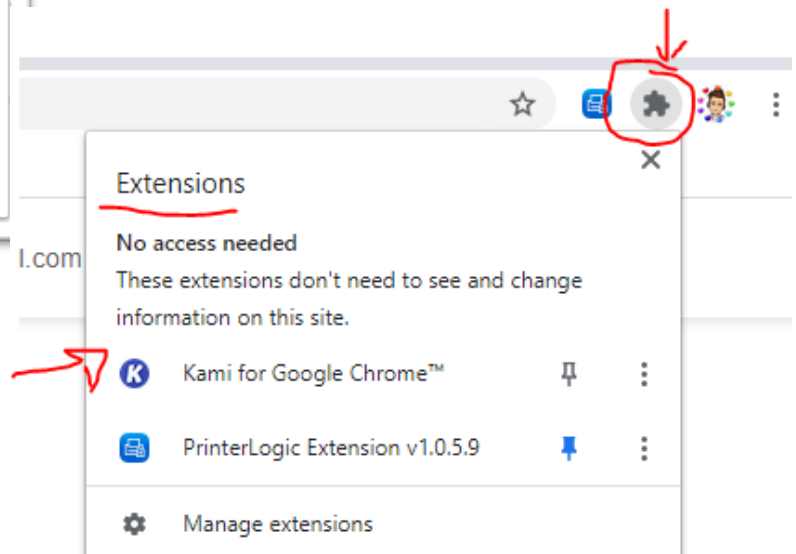 Extensions
No access needed
l.com
These extensions don't need to see and change
information on this site.
K Kami for Google Chrome™
PrinterLogic Extension v1.0.5.9
Manage extensions